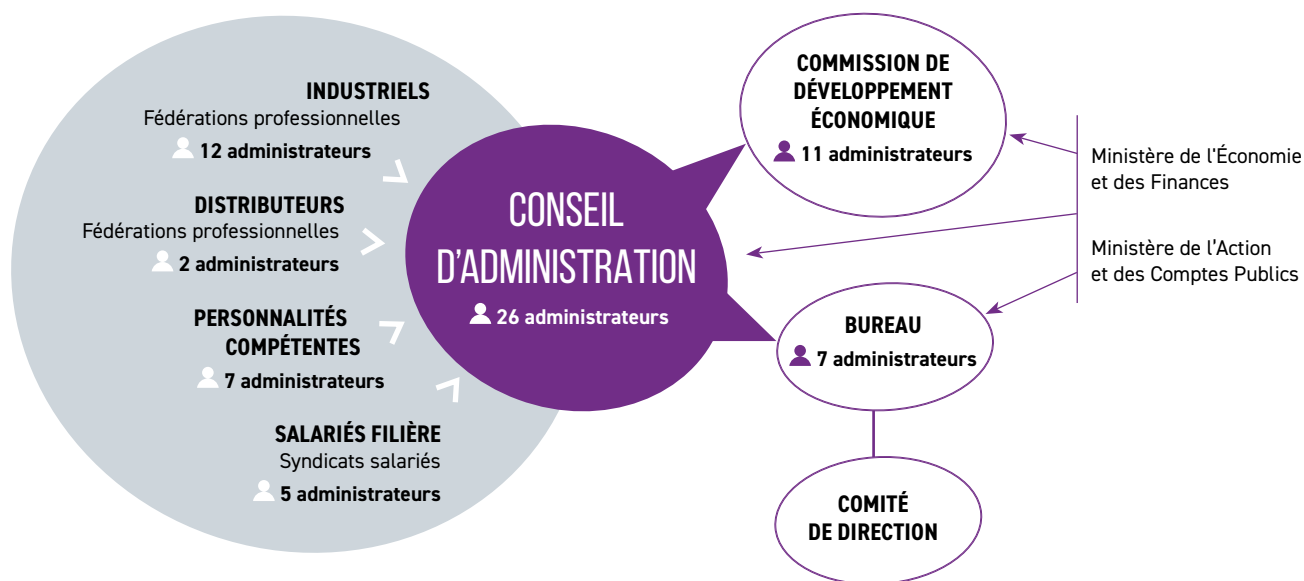 INDUSTRIELS
Fédérations professionnelles
12 administrateurs
DISTRIBUTEURS
Fédérations professionnelles
2 administrateurs
PERSONNALITÉS
COMPÉTENTES
7 administrateurs
SALARIÉS FILIÈRE
Syndicats salariés
5 administrateurs
CONSEIL
D’ADMINISTRATION
26 administrateurs
COMMISSION DE
DÉVELOPPEMENT
ÉCONOMIQUE
11 administrateurs
BUREAU
7 administrateurs
COMITÉ
DE DIRECTION
Ministère de l'Économie
et des Finances
Ministère de l’Action
et des Comptes Publics